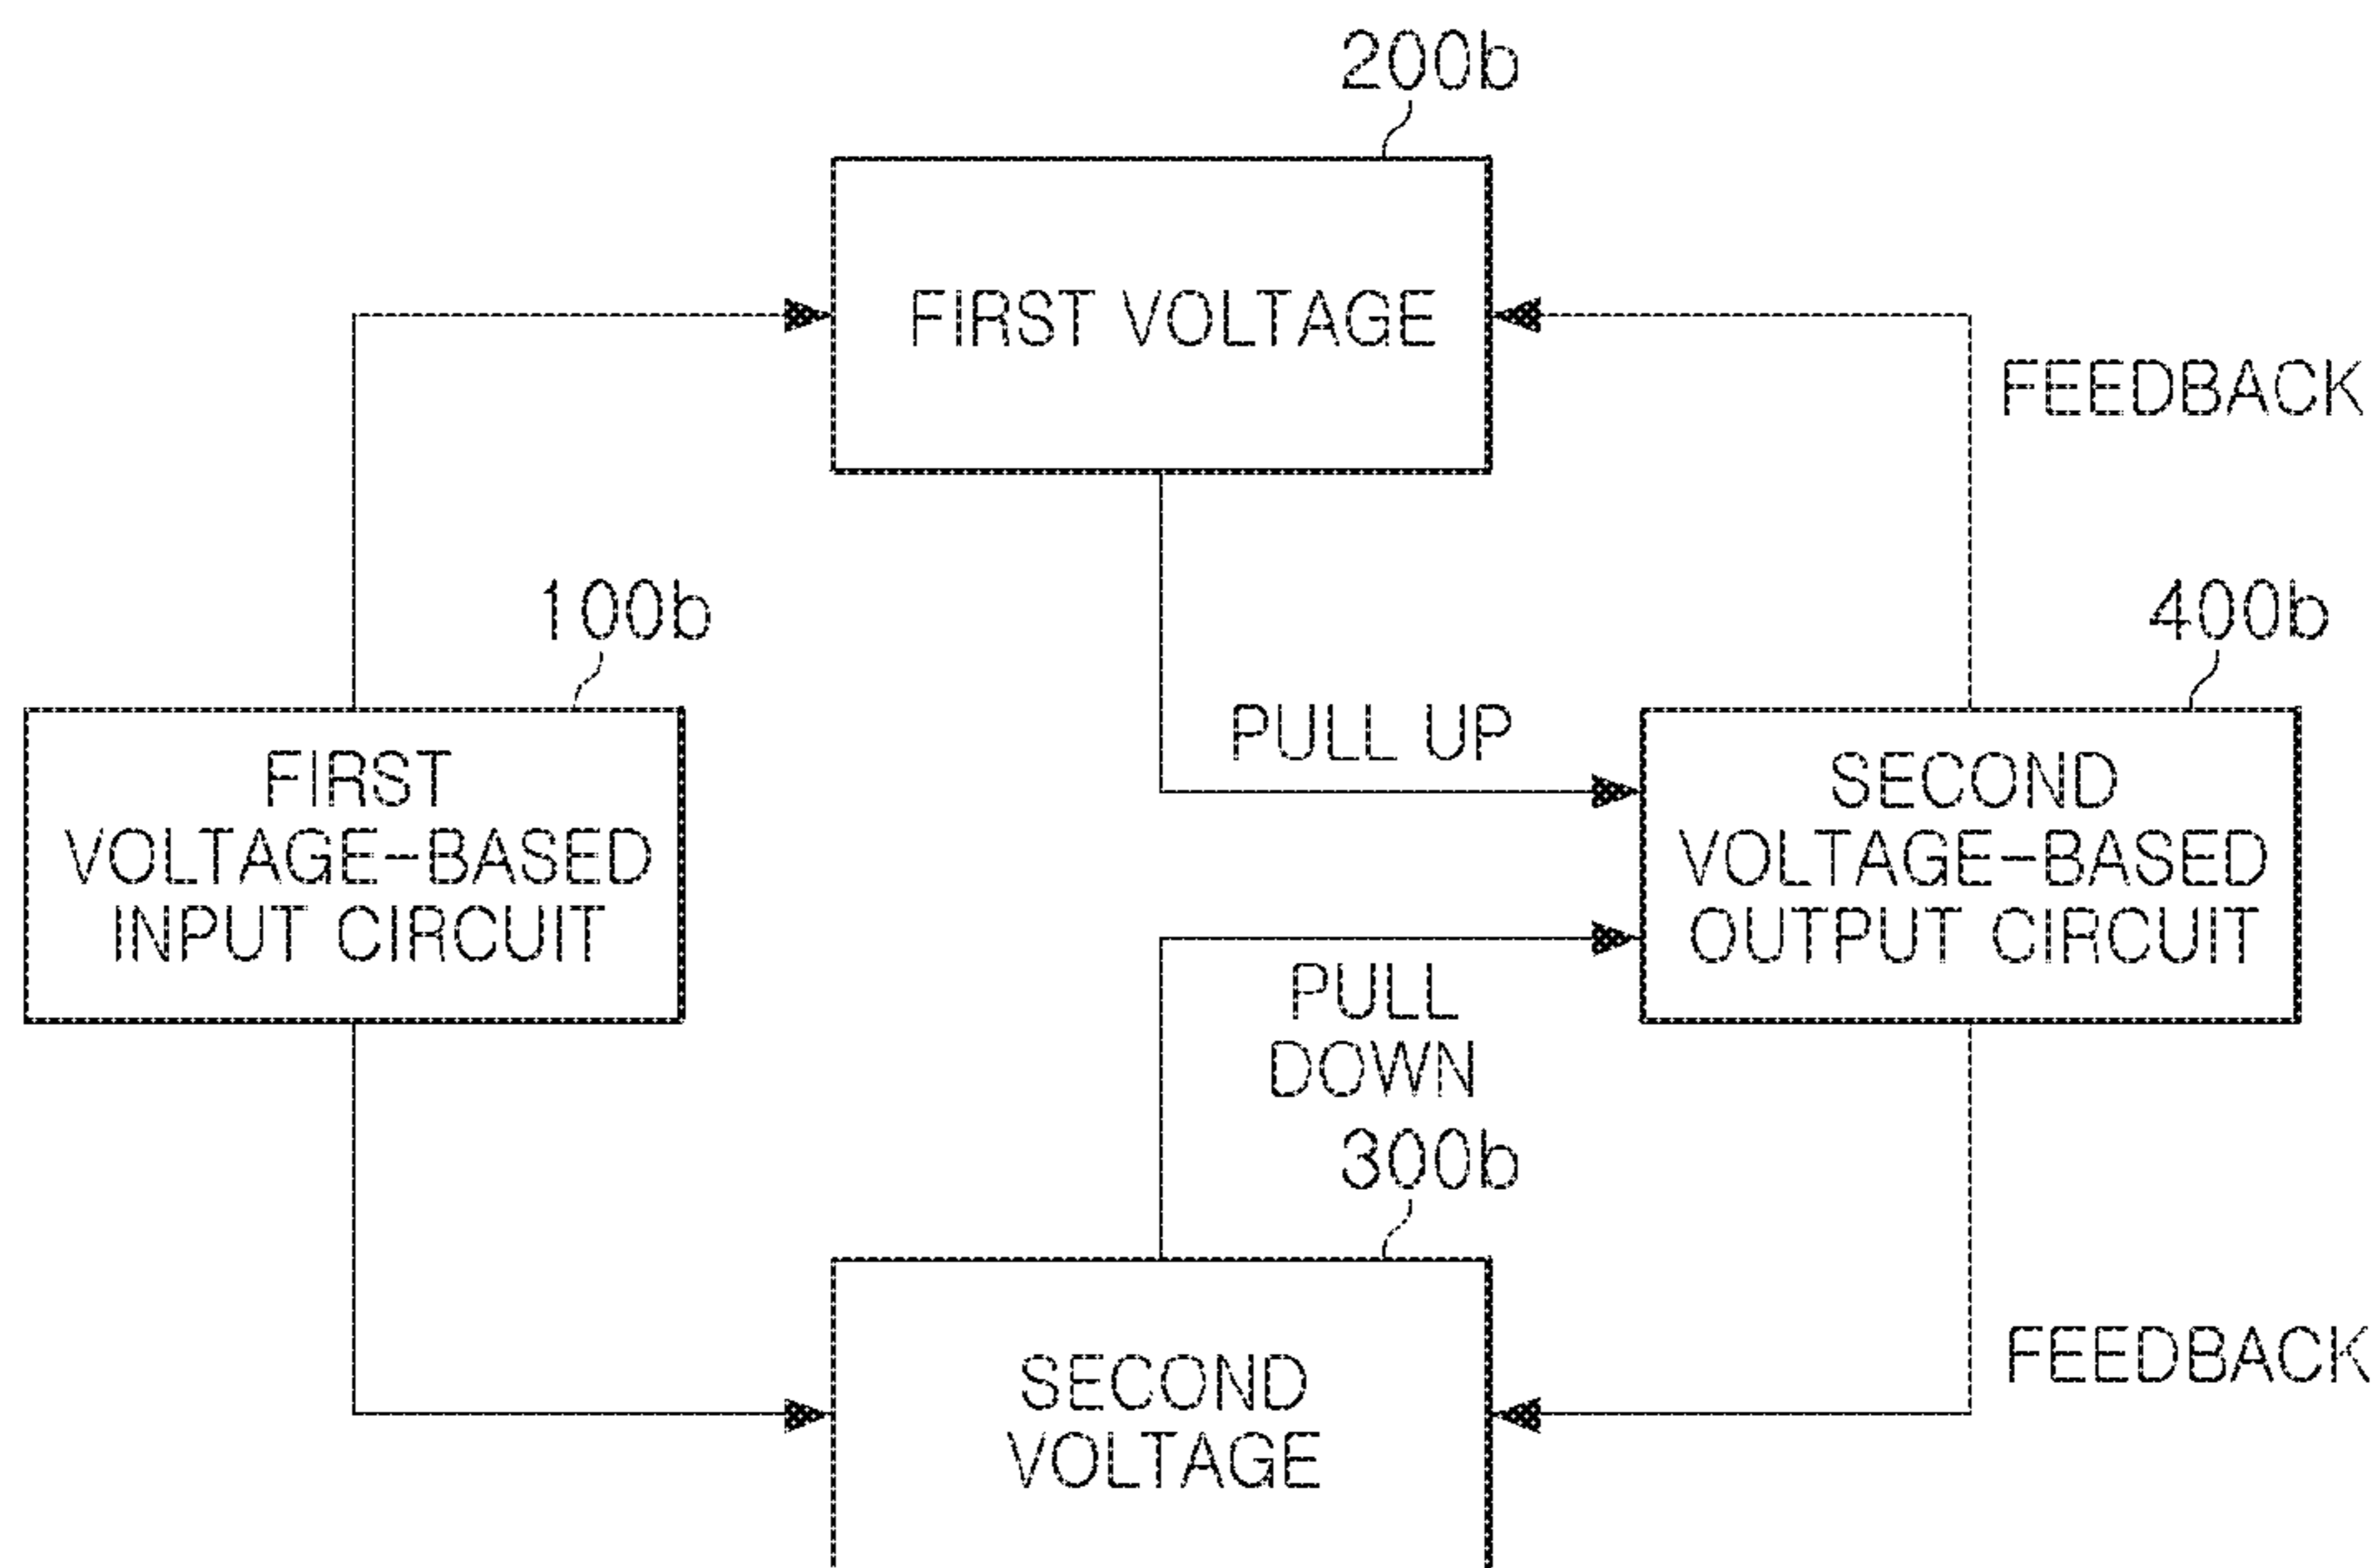 200b
FIRST VOLTAGE
FEEDBACK
100b
400b
FIRST
VOLTAGE-BASED
INPUT CIRCUIT
PULL UP
SECOND
VOLTAGE-BASED
OUTPUT CIRCUIT
PULL
DOWN
300b
SECOND
VOLTAGE
FEEDBACK